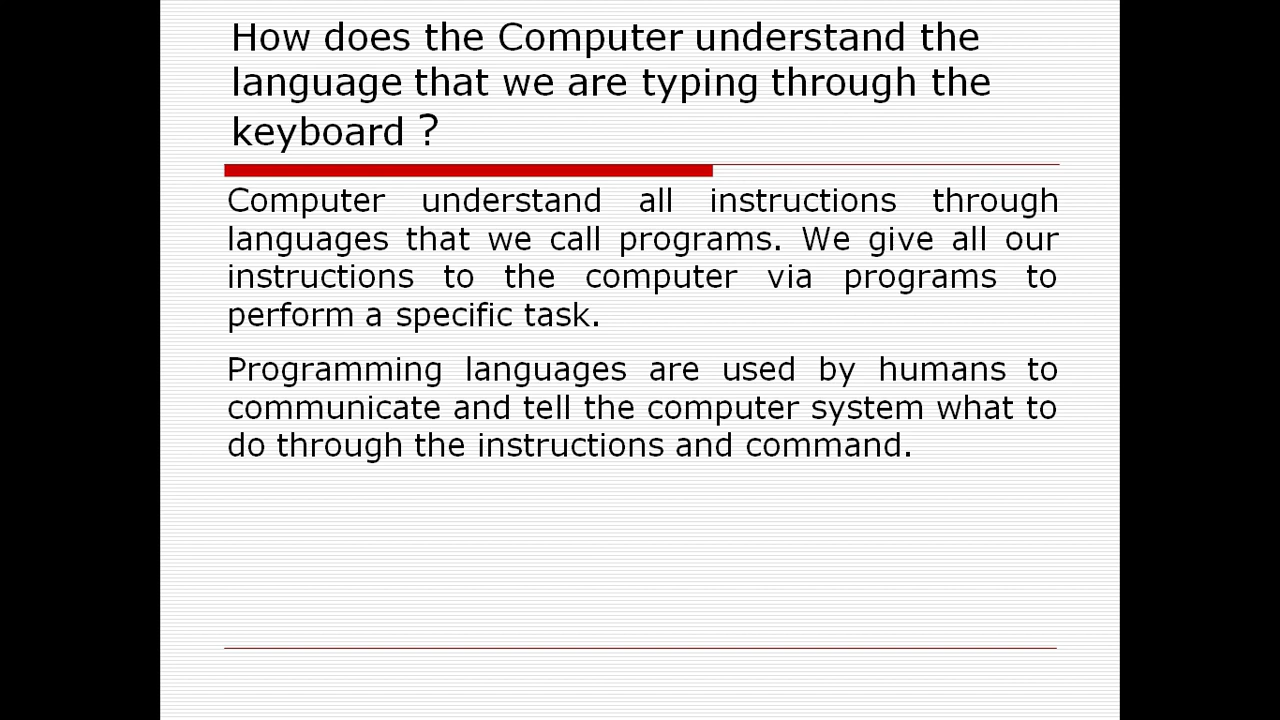 How does the Computer understand the
language that we are typing through the
keyboard ?
Computer understand all instructions through
languages that we call programs. We give all our
instructions to the computer via programs to
perform a specific task.
Programming languages are used by humans to
communicate and tell the computer system what to
do through the instructions and command.